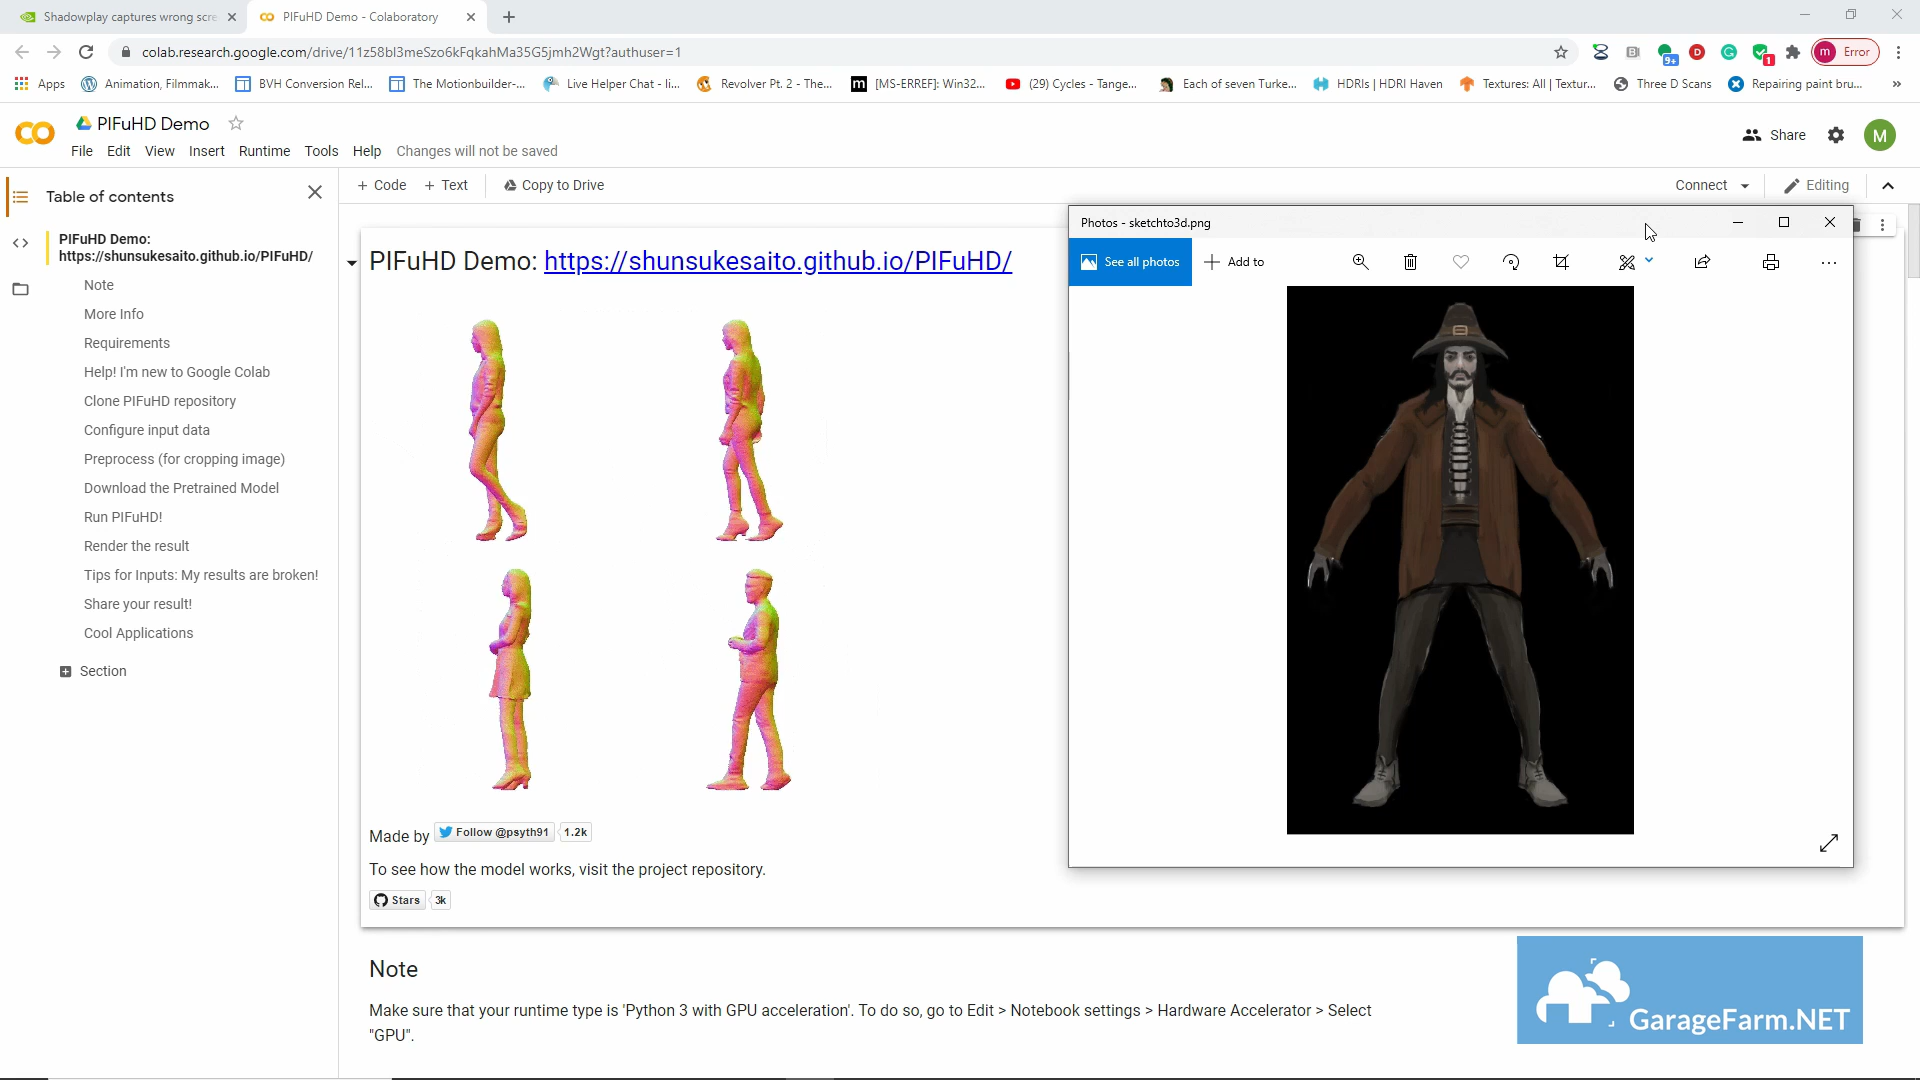 Shadowplay captures wrong scre
PIFuHD Demo - Colaboratory
colab.research.google.com/drive/11z58bl3meSzo6kFqkahMa35G5jmh2Wgt?authuser=1
9+
D
1
m Error
Apps
Animation, Filmmak...
BVH Conversion Rel...
The Motionbuilder-...
Live Helper Chat - li...
Revolver Pt. 2 - The...
[MS-ERREF]: Win32...
(29) Cycles - Tange...
Each of seven Turke...
HDRIs | HDRI Haven
Textures: All | Textur...
Three D Scans
Repairing paint bru...
»
PIFuHD Demo
Share
M
File Edit View Insert Runtime Tools Help Changes will not be saved
Table of contents
+ Code + Text
Copy to Drive
Connect
Editing
PIFuHD Demo:
https://shunsukesaito.github.io/PIFuHD/
Note
More Info
Requirements
Help! I'm new to Google Colab
Clone PIFuHD repository
Configure input data
Preprocess (for cropping image)
Download the Pretrained Model
Run PIFuHD!
Render the result
Tips for Inputs: My results are broken!
Share your result!
Cool Applications
Section
PIFuHD Demo: https://shunsukesaito.github.io/PIFuHD/
Photos - sketchto3d.png
See all photos
Add to
Made by
Follow @psyth91
1.2k
To see how the model works, visit the project repository.
Stars
3k
Note
Make sure that your runtime type is 'Python 3 with GPU acceleration'. To do so, go to Edit > Notebook settings > Hardware Accelerator > Select
"GPU".
GarageFarm.NET